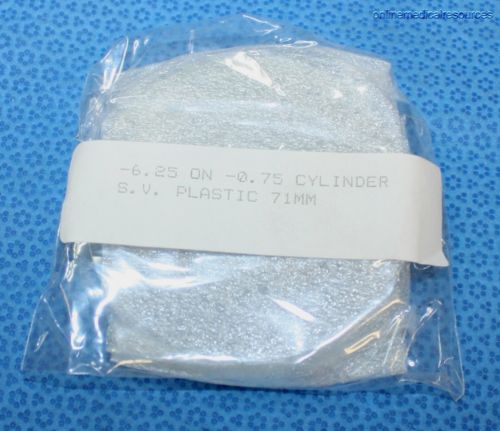 onlinemedicalresources
-6.25 ON -0.75 CYLINDER
S.V. PLASTIC 71MM